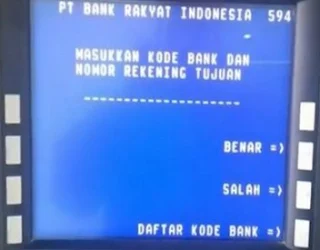 PT BANK RAKYAT INDONESIA 594
MASUKKAN KODE BANK DAN
NOMOR REKENING TUJUAN
--------------------
BENAR =>
SALAH =>
DAFTAR KODE BANK =>